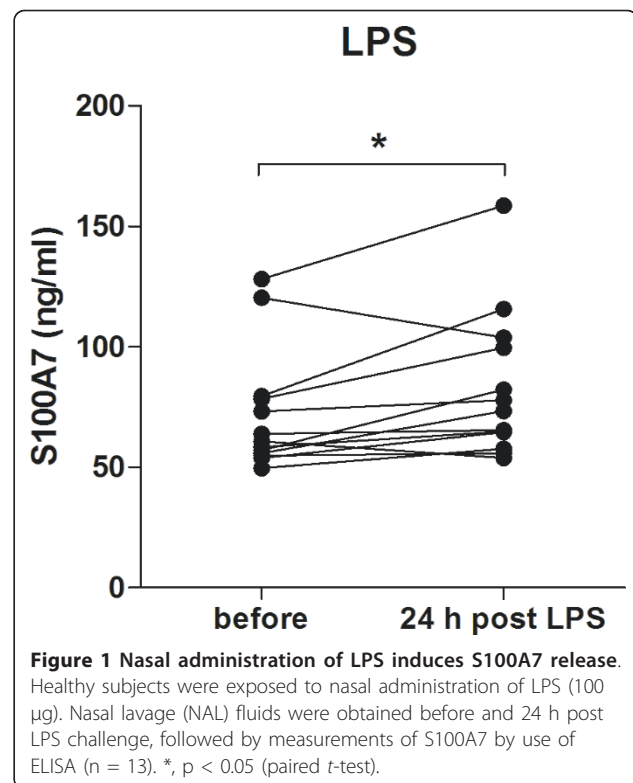 LPS
200
*
150
S100A7 (ng/ml)
100
50
0
before 24 h post LPS
Figure 1 Nasal administration of LPS induces S100A7 release.
Healthy subjects were exposed to nasal administration of LPS (100
μg). Nasal lavage (NAL) fluids were obtained before and 24 h post
LPS challenge, followed by measurements of S100A7 by use of
ELISA (n = 13). *, p < 0.05 (paired t-test).